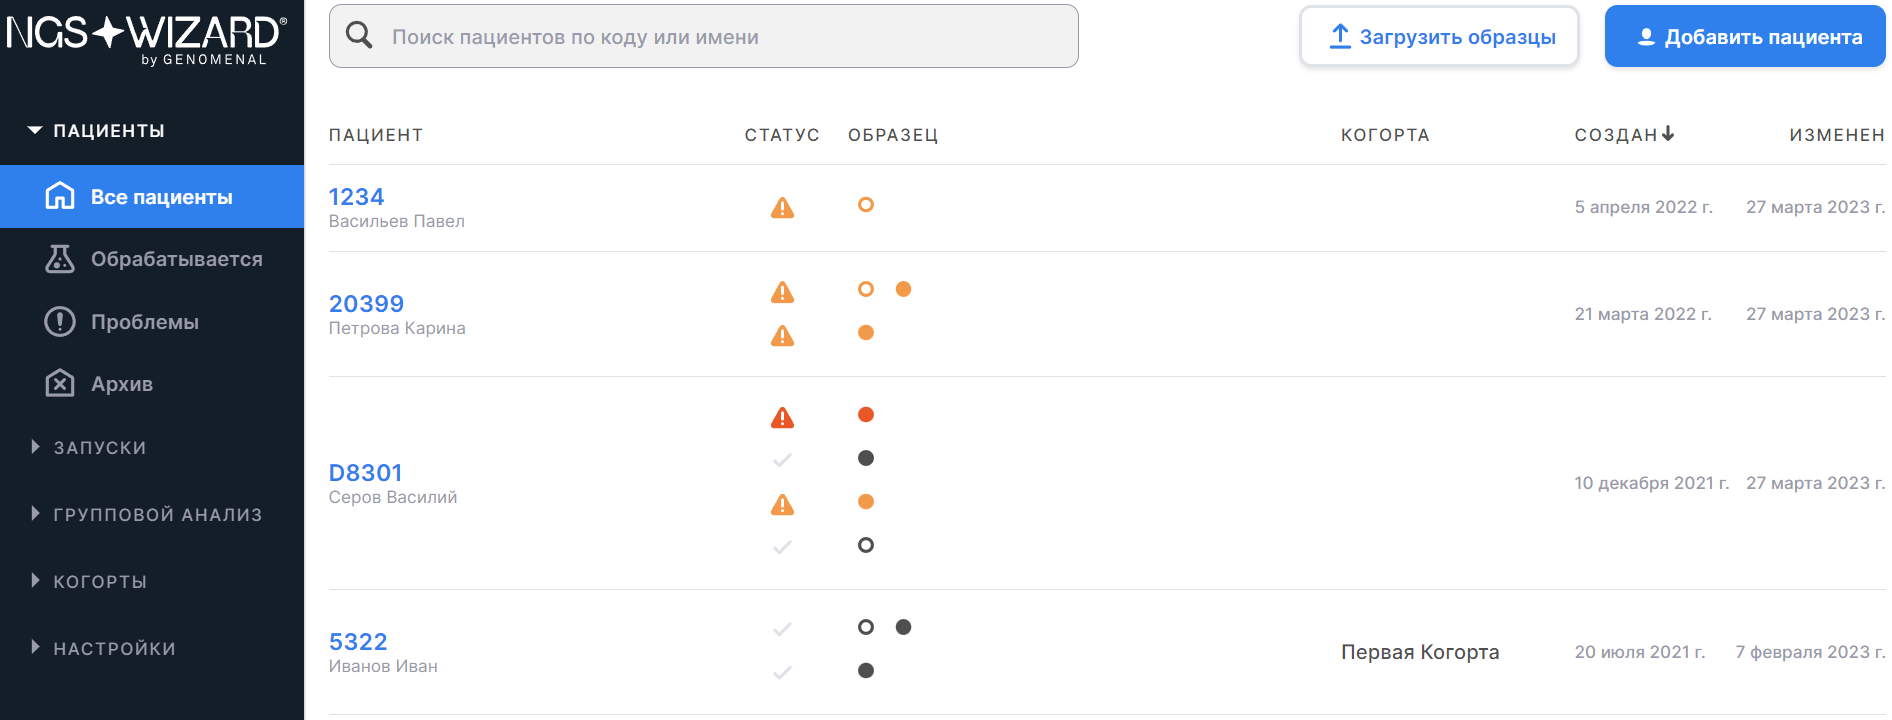 NGS WIZARD®
by GENOMENAL
ПАЦИЕНТЫ
Все пациенты
Обрабатывается
Проблемы
Архив
ЗАПУСКИ
ГРУППОВОЙ АНАЛИЗ
КОГОРТЫ
НАСТРОЙКИ
Поиск пациентов по коду или имени
Загрузить образцы
Добавить пациента
ПАЦИЕНТ СТАТУС ОБРАЗЕЦ КОГОРТА СОЗДАН ИЗМЕНЕН
1234
Васильев Павел
5 апреля 2022 г. 27 марта 2023 г.
20399
Петрова Карина
21 марта 2022 г. 27 марта 2023 г.
D8301
Серов Василий
10 декабря 2021 г. 27 марта 2023 г.
5322
Иванов Иван
Первая Когорта 20 июля 2021 г. 7 февраля 2023 г.